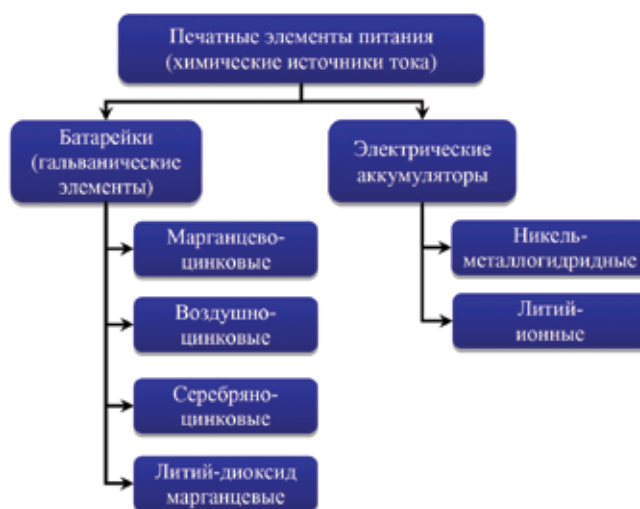 Печатные элементы питания
(химические источники тока)
Батарейки
(гальванические
элементы)
Марганцево-
цинковые
Воздушно-
цинковые
Серебряно-
цинковые
Литий-диоксид
марганцевые
Электрические
аккумуляторы
Никель-
металлогидридные
Литий-
ионные